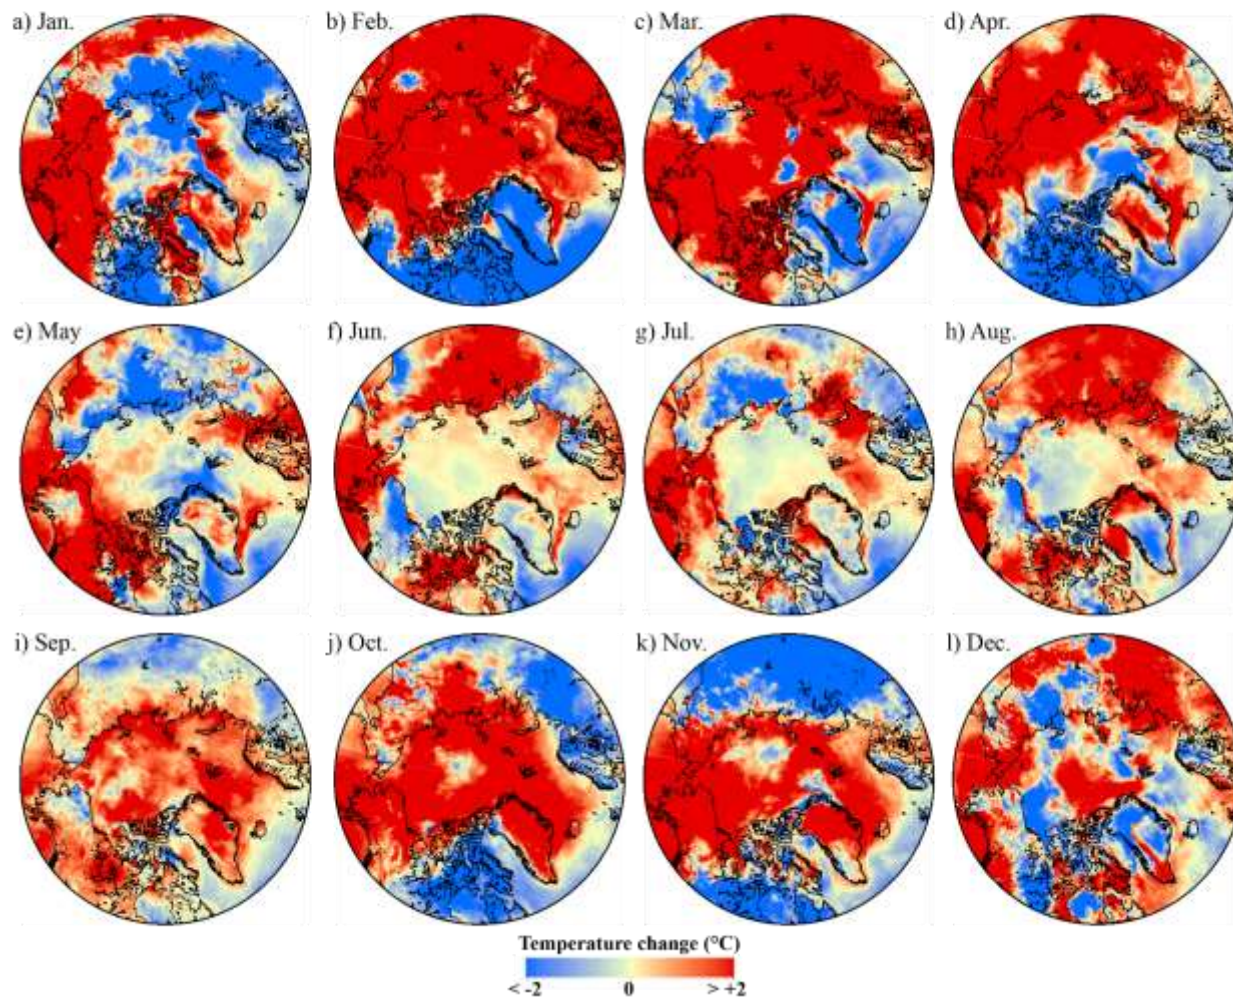 a) Jan.
b) Feb.
c) Mar.
d) Apr.
e) May
f) Jun.
g) Jul.
h) Aug.
i) Sep.
j) Oct.
k) Nov.
l) Dec.
Temperature change (°C)
< -2 0 > +2